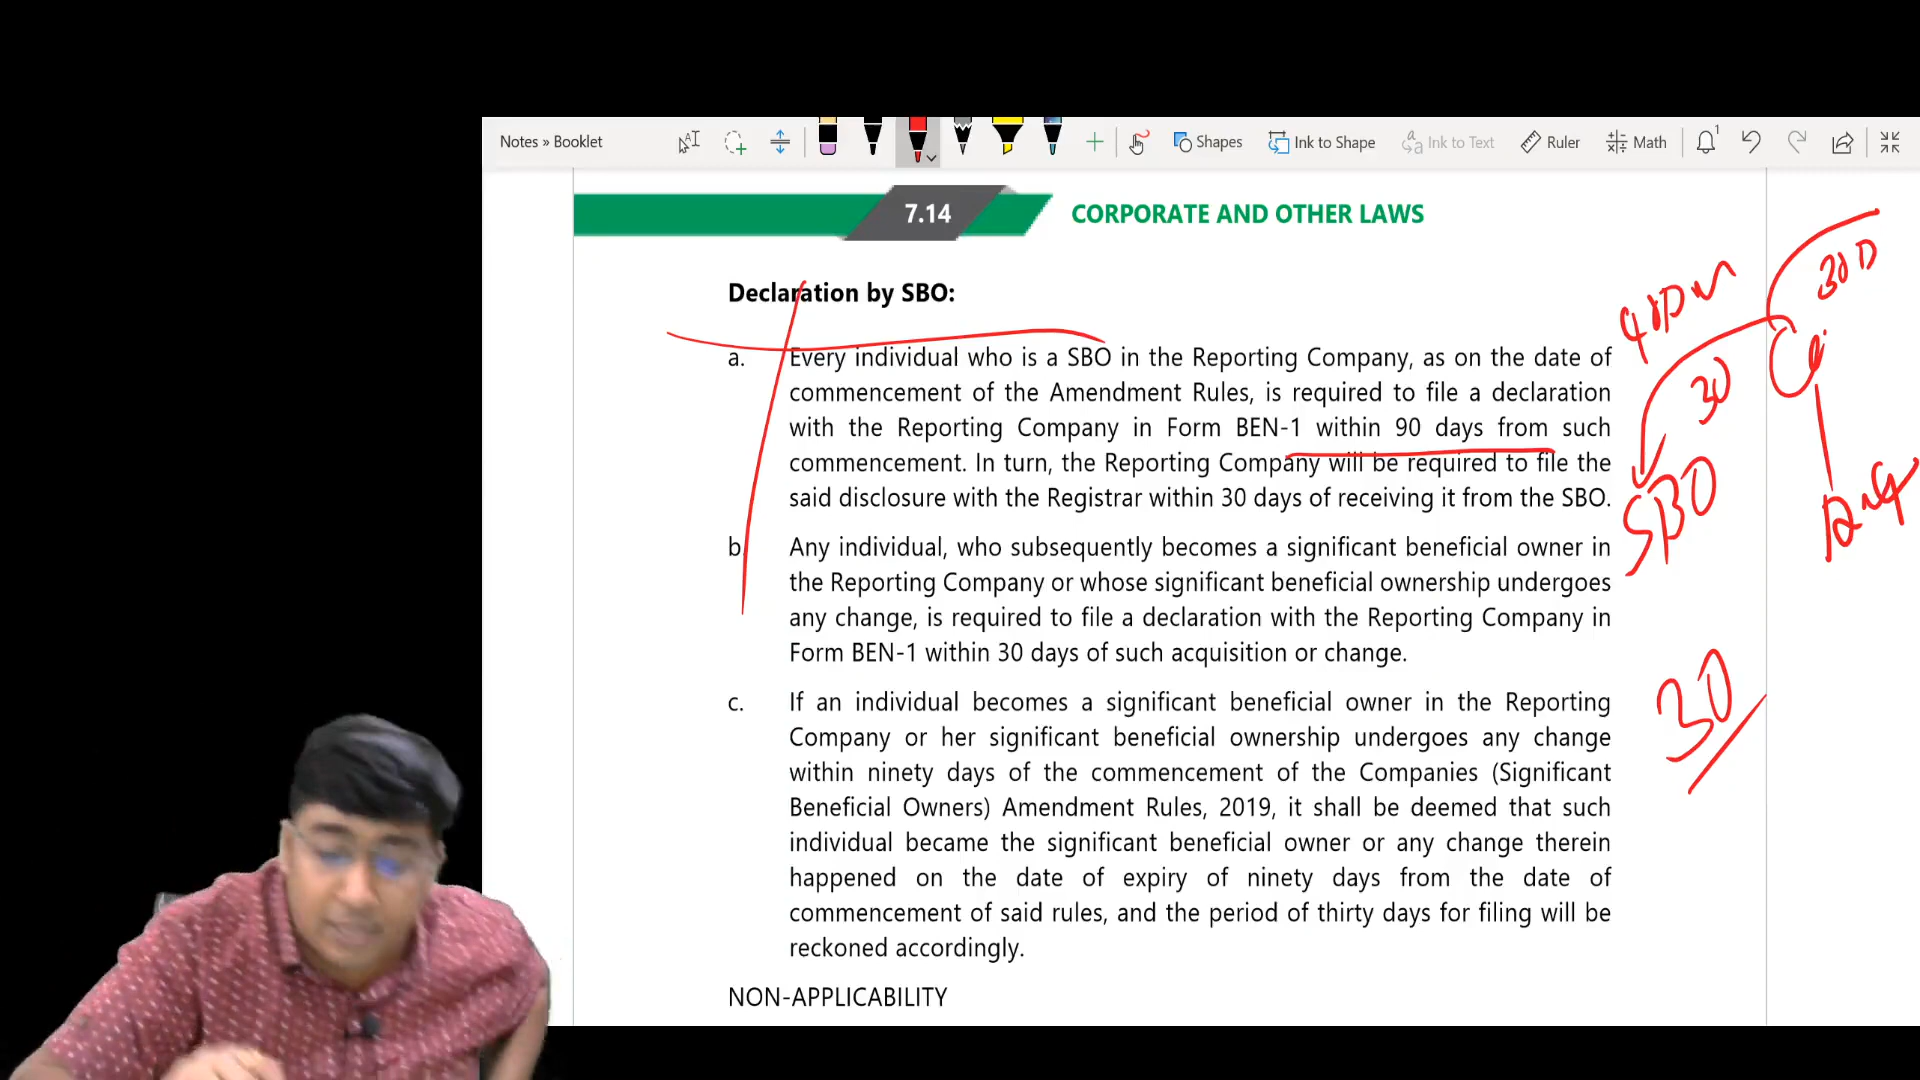 Notes » Booklet
Shapes
Ink to Shape
Ink to Text
Ruler
Math
1
7.14 CORPORATE AND OTHER LAWS
Declaration by SBO:
a. Every individual who is a SBO in the Reporting Company, as on the date of
commencement of the Amendment Rules, is required to file a declaration
with the Reporting Company in Form BEN-1 within 90 days from such
commencement. In turn, the Reporting Company will be required to file the
said disclosure with the Registrar within 30 days of receiving it from the SBO.
b. Any individual, who subsequently becomes a significant beneficial owner in
the Reporting Company or whose significant beneficial ownership undergoes
any change, is required to file a declaration with the Reporting Company in
Form BEN-1 within 30 days of such acquisition or change.
c. If an individual becomes a significant beneficial owner in the Reporting
Company or her significant beneficial ownership undergoes any change
within ninety days of the commencement of the Companies (Significant
Beneficial Owners) Amendment Rules, 2019, it shall be deemed that such
individual became the significant beneficial owner or any change therein
happened on the date of expiry of ninety days from the date of
commencement of said rules, and the period of thirty days for filing will be
reckoned accordingly.
NON-APPLICABILITY
30D
30
SBO
30